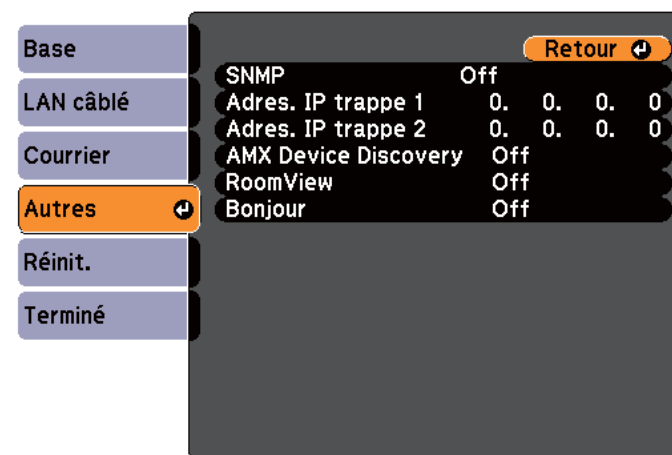 Base
LAN câblé
Courrier
Autres
Réinit.
Terminé
Retour
SNMP Off
Adres. IP trappe 1 0. 0. 0. 0
Adres. IP trappe 2 0. 0. 0. 0
AMX Device Discovery Off
RoomView Off
Bonjour Off